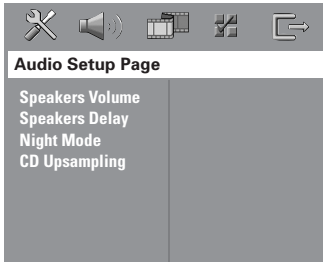 Audio Setup Page
Speakers Volume
Speakers Delay
Night Mode
CD Upsampling